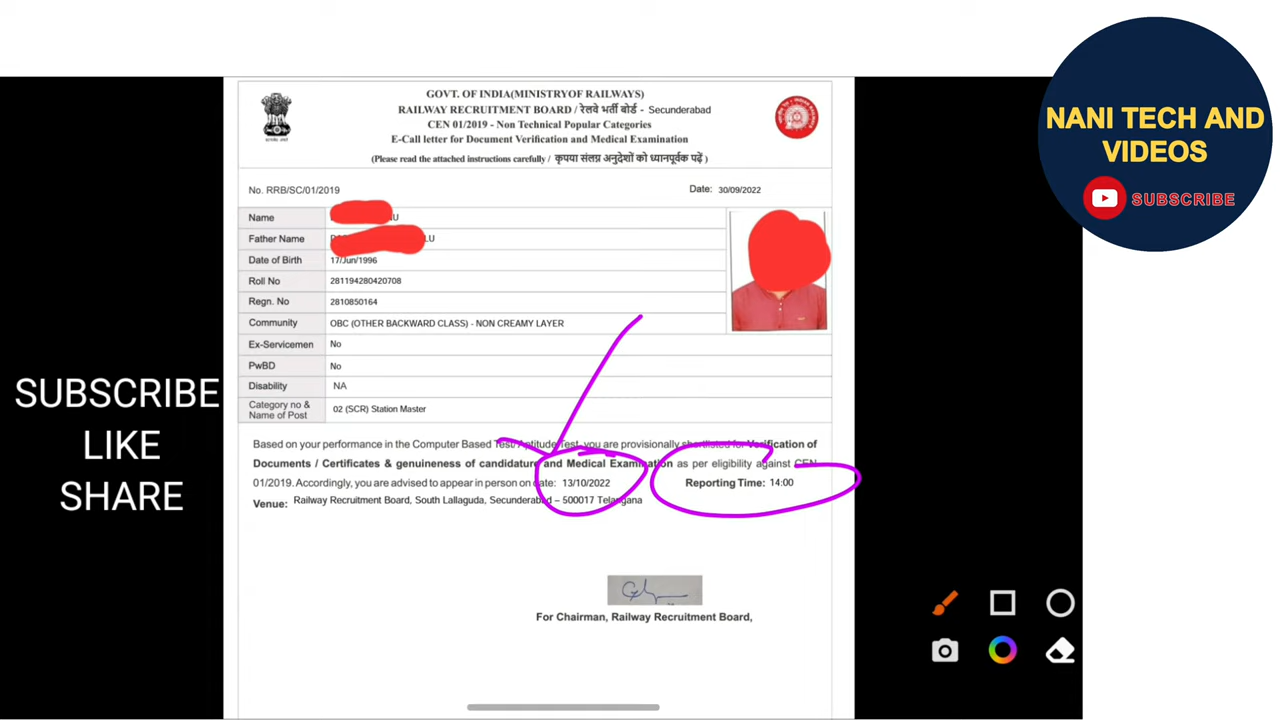 GOVT. OF INDIA(MINISTRYOF RAILWAYS)
RAILWAY RECRUITMENT BOARD / रेलवे भर्ती बोर्ड - Secunderabad
CEN 01/2019 - Non Technical Popular Categories
E-Call letter for Document Verification and Medical Examination
(Please read the attached instructions carefully / कृपया संलग्न अनुदेशों को ध्यानपूर्वक पढ़ें )
NANI TECH AND
VIDEOS
SUBSCRIBE
No. RRB/SC/01/2019 Date: 30/09/2022
Name
Father Name
Date of Birth 17/Jun/1996
Roll No 281194280420708
Regn. No 2810850164
Community OBC (OTHER BACKWARD CLASS) - NON CREAMY LAYER
Ex-Servicemen No
PwBD No
Disability NA
Category no & Name of Post 02 (SCR) Station Master
SUBSCRIBE
LIKE
SHARE
Based on your performance in the Computer Based Test/Aptitude Test, you are provisionally shortlisted for Verification of
Documents / Certificates & genuineness of candidature and Medical Examination as per eligibility against CEN
01/2019. Accordingly, you are advised to appear in person on date: 13/10/2022 Reporting Time: 14:00
Venue: Railway Recruitment Board, South Lallaguda, Secunderabad – 500017 Telangana
For Chairman, Railway Recruitment Board,